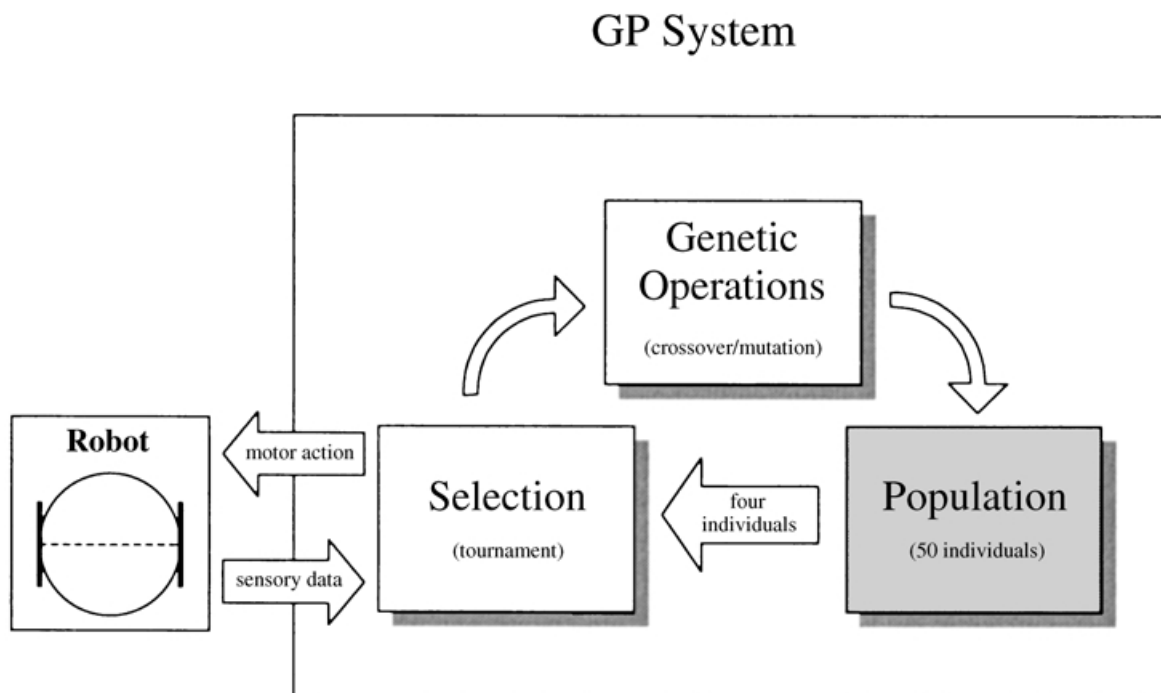 GP System
Genetic
Operations
(crossover/mutation)
Robot
motor action
sensory data
Selection
(tournament)
four
individuals
Population
(50 individuals)